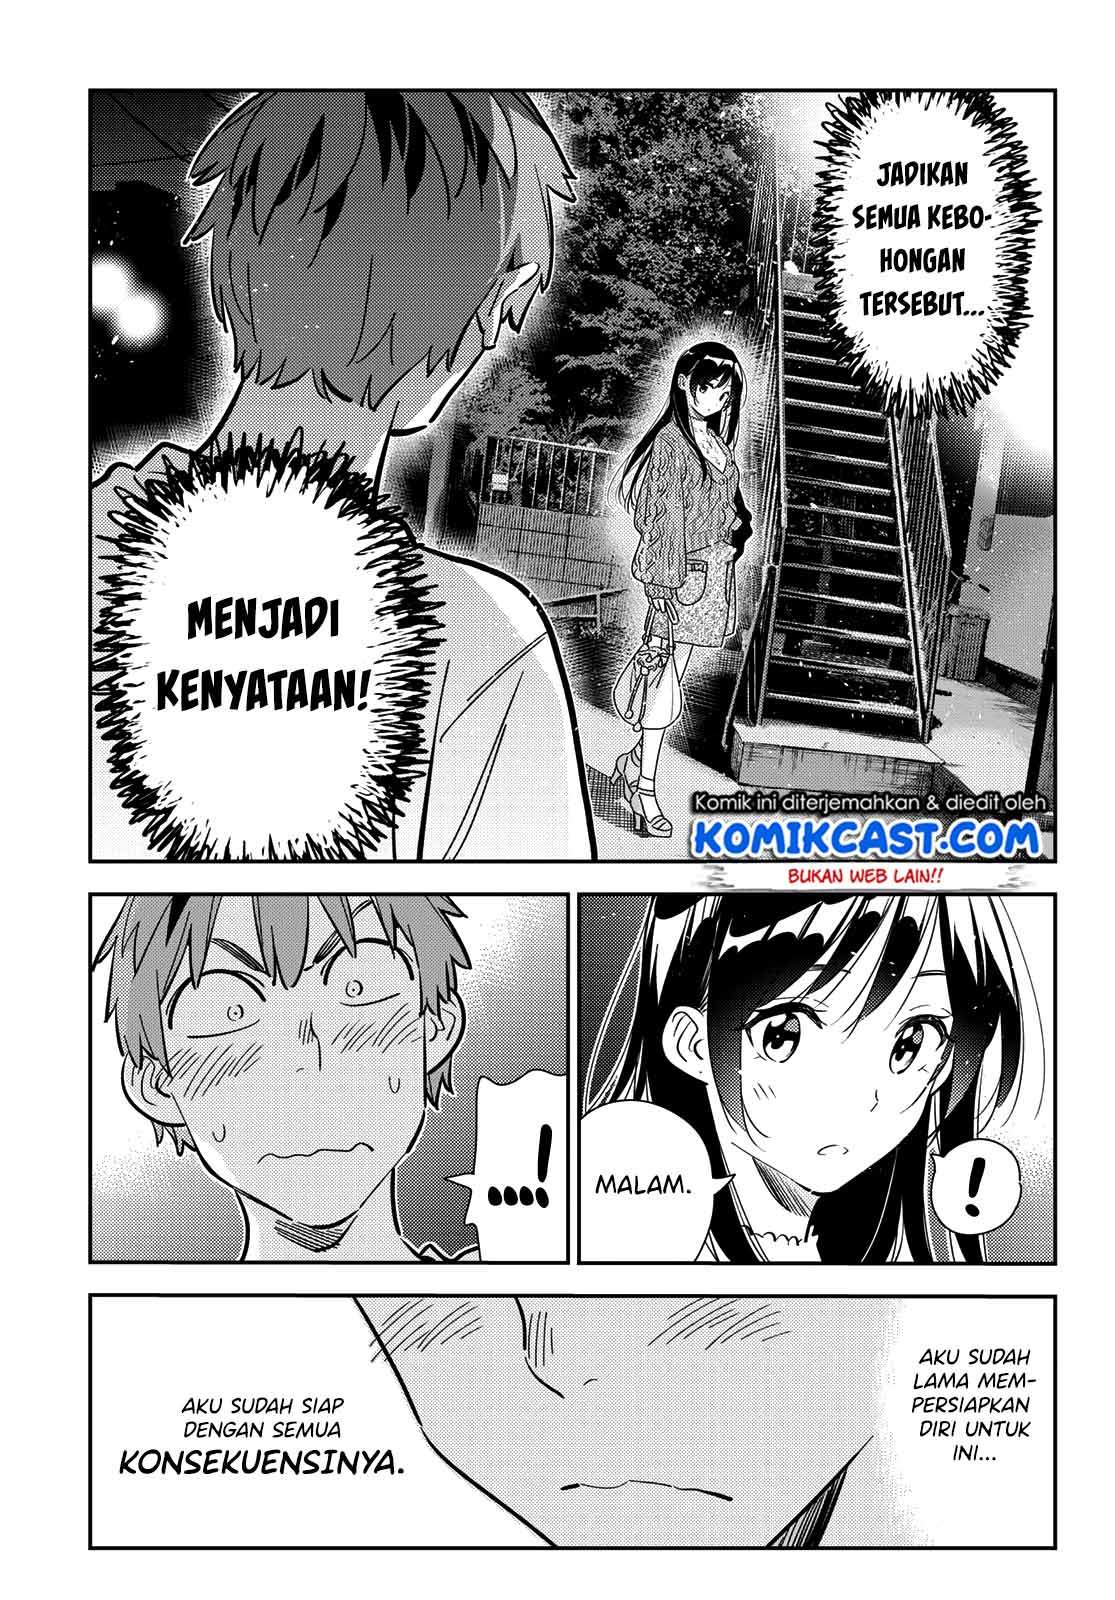 JADIKAN
SEMUA KEBO-
HONGAN
TERSEBUT...
MENJADI
KENYATAAN!
Komik ini diterjemahkan & diedit oleh
KOMIKCAST.COM
BUKAN WEB LAIN!!
!
MALAM.
....!
AKU SUDAH
LAMA MEM-
PERSIAPKAN
DIRI UNTUK
INI...
AKU SUDAH SIAP
DENGAN SEMUA
KONSEKUENSINYA.